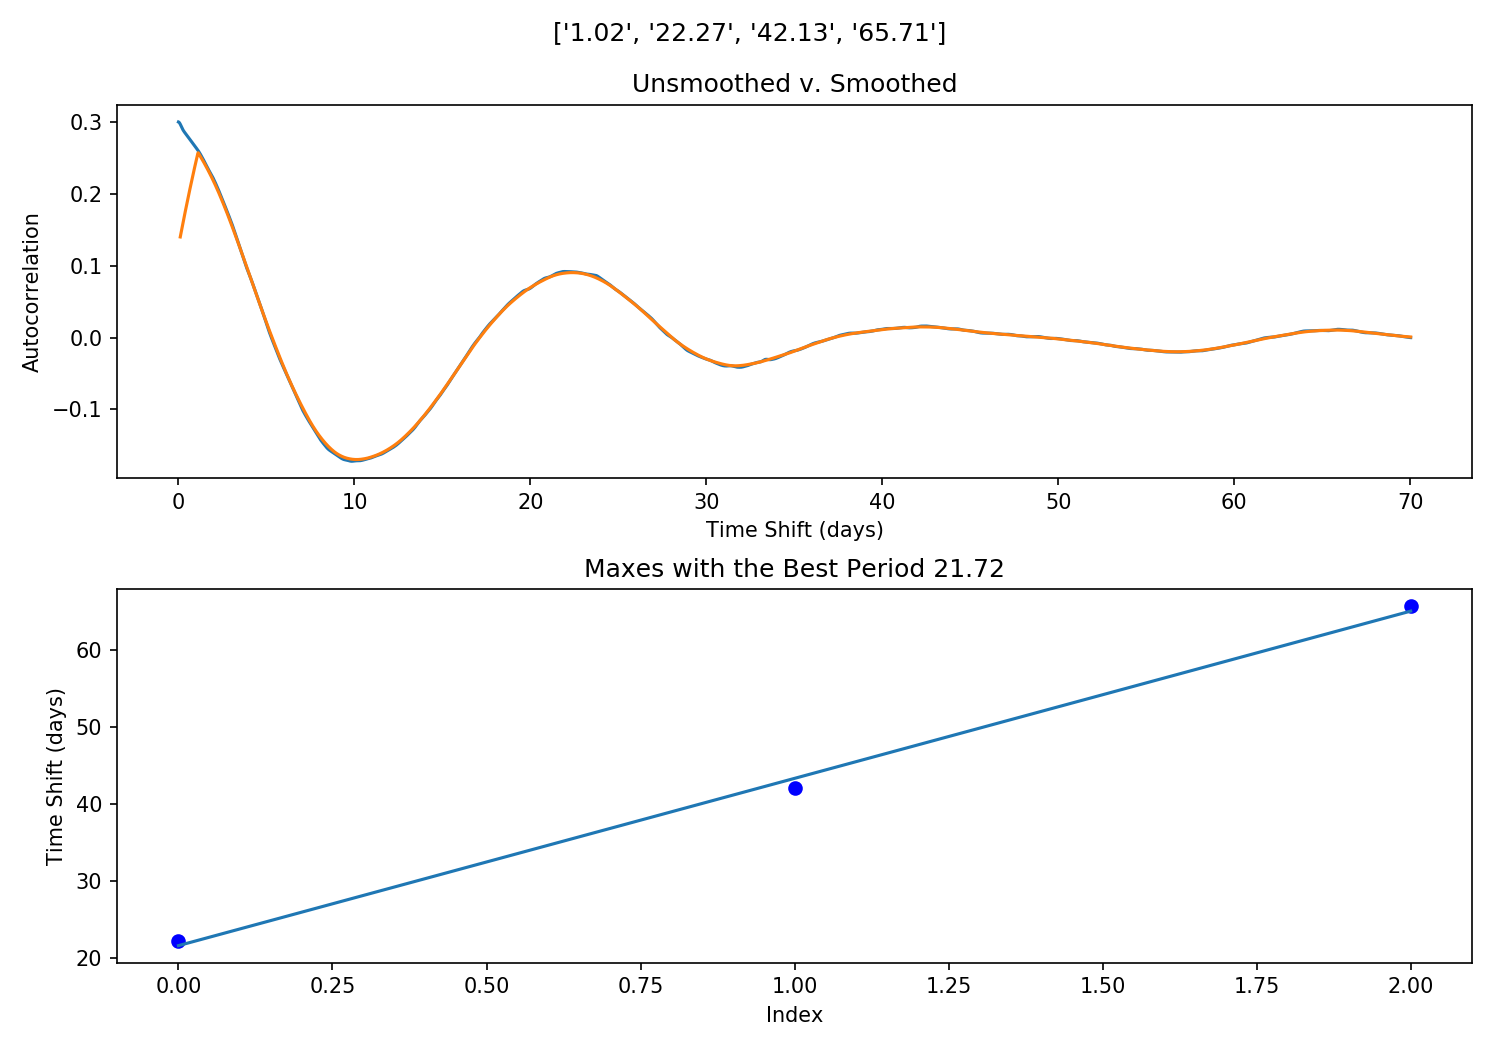 ['1.02', '22.27', '42.13', '65.71']
Unsmoothed v. Smoothed
0.3
0.2
0.1
0.0
−0.1
Autocorrelation
0 10 20 30 40 50 60 70
Time Shift (days)
Maxes with the Best Period 21.72
60
50
40
30
20
Time Shift (days)
0.00 0.25 0.50 0.75 1.00 1.25 1.50 1.75 2.00
Index